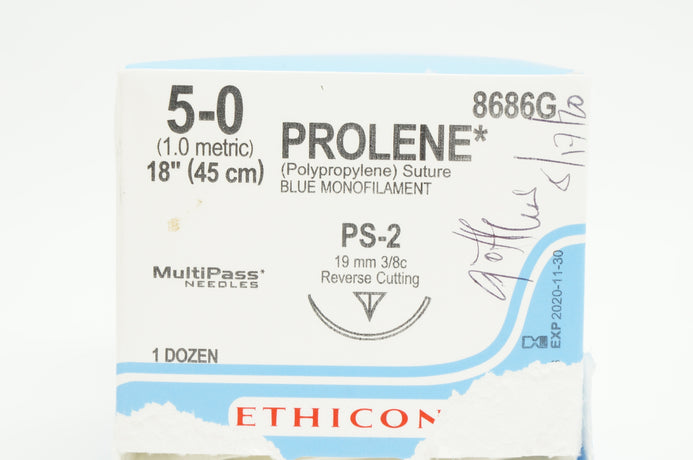 5-0
(1.0 metric)
18" (45 cm)
8686G
PROLENE*
(Polypropylene) Suture
BLUE MONOFILAMENT
PS-2
19 mm 3/8c
Reverse Cutting
MultiPass*
NEEDLES
1 DOZEN
EXP 2020-11-30
ETHICON